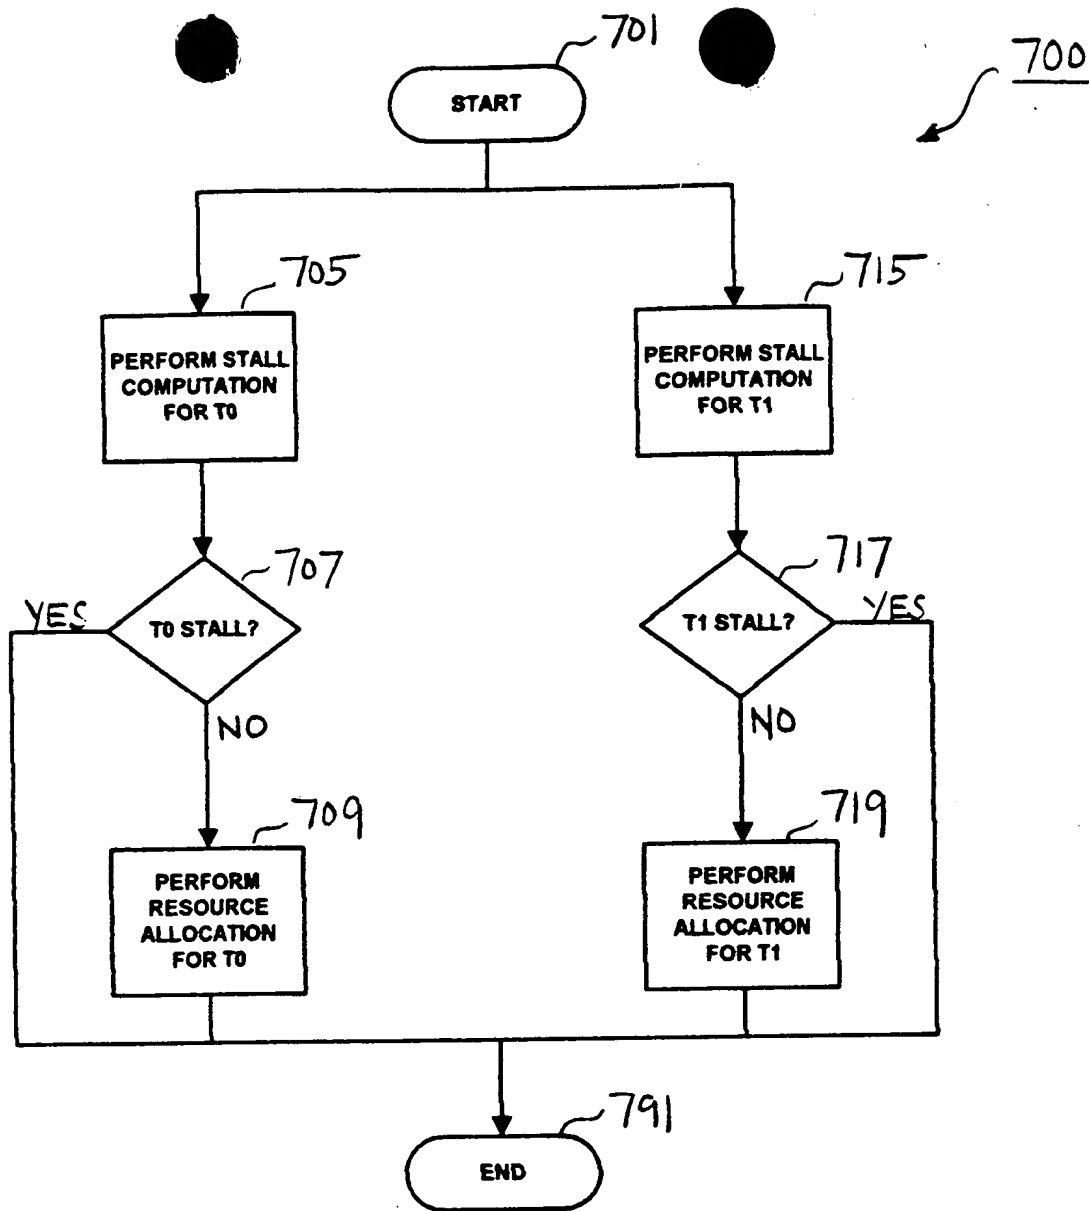 701
700
START
705
715
PERFORM STALL
COMPUTATION
FOR T0
PERFORM STALL
COMPUTATION
FOR T1
707
717
YES
T0 STALL?
T1 STALL?
YES
NO
NO
709
719
PERFORM
RESOURCE
ALLOCATION
FOR T0
PERFORM
RESOURCE
ALLOCATION
FOR T1
791
END